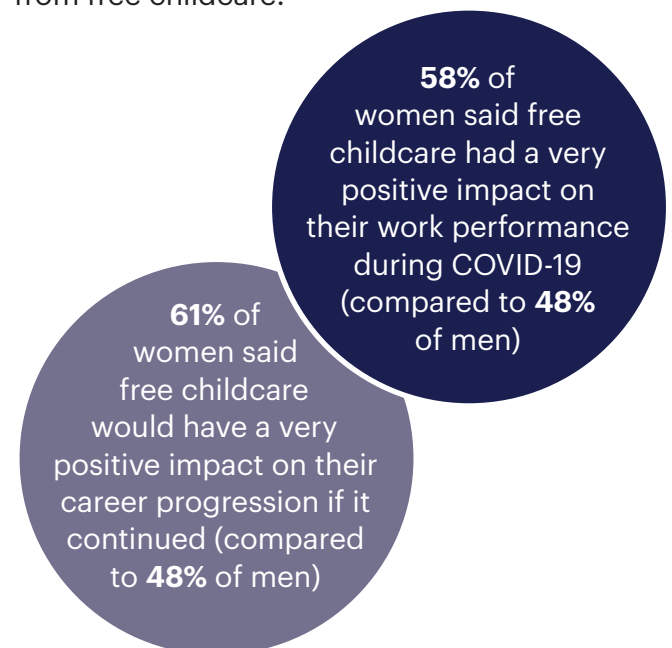 from free childcare.
58% of
women said free
childcare had a very
positive impact on
their work performance
during COVID-19
(compared to 48%
of men)
61% of
women said
free childcare
would have a very
positive impact on their
career progression if it
continued (compared
to 48% of men)